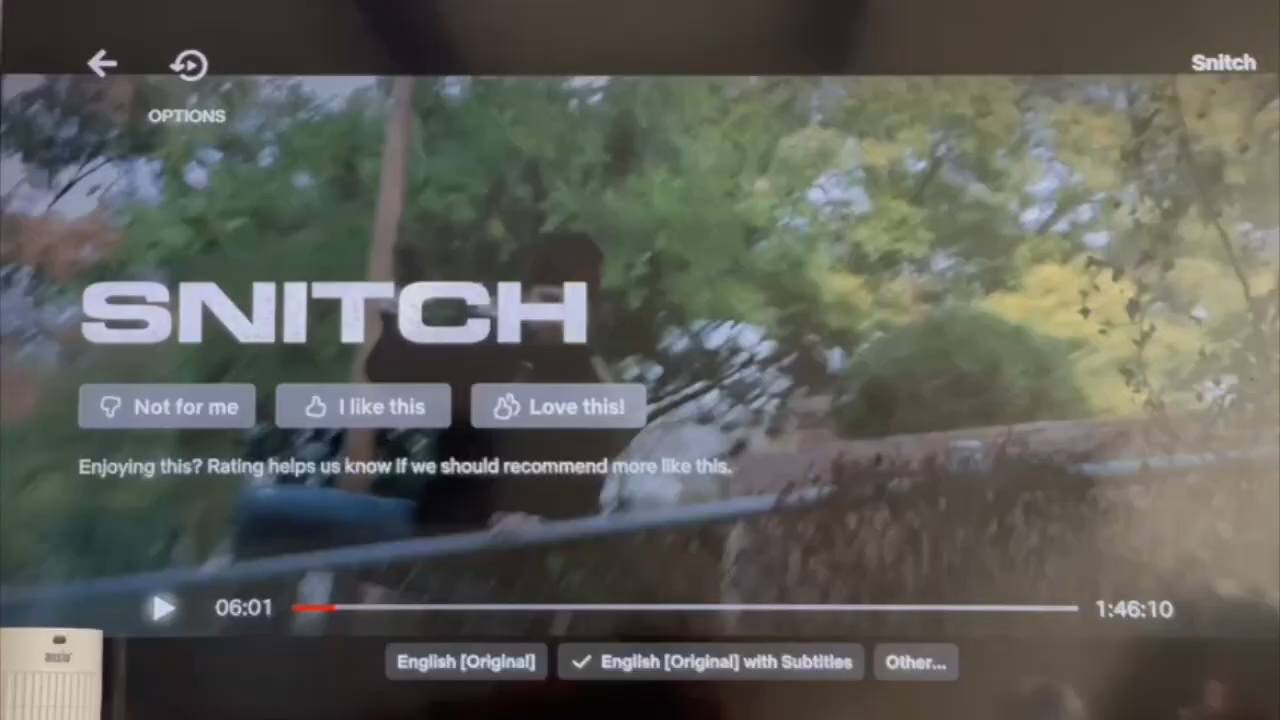 Snitch
OPTIONS
SNITCH
Not for me
I like this
Love this!
Enjoying this? Rating helps us know if we should recommend more like this.
06:01
1:46:10
English [Original]
English [Original] with Subtitles
Other...